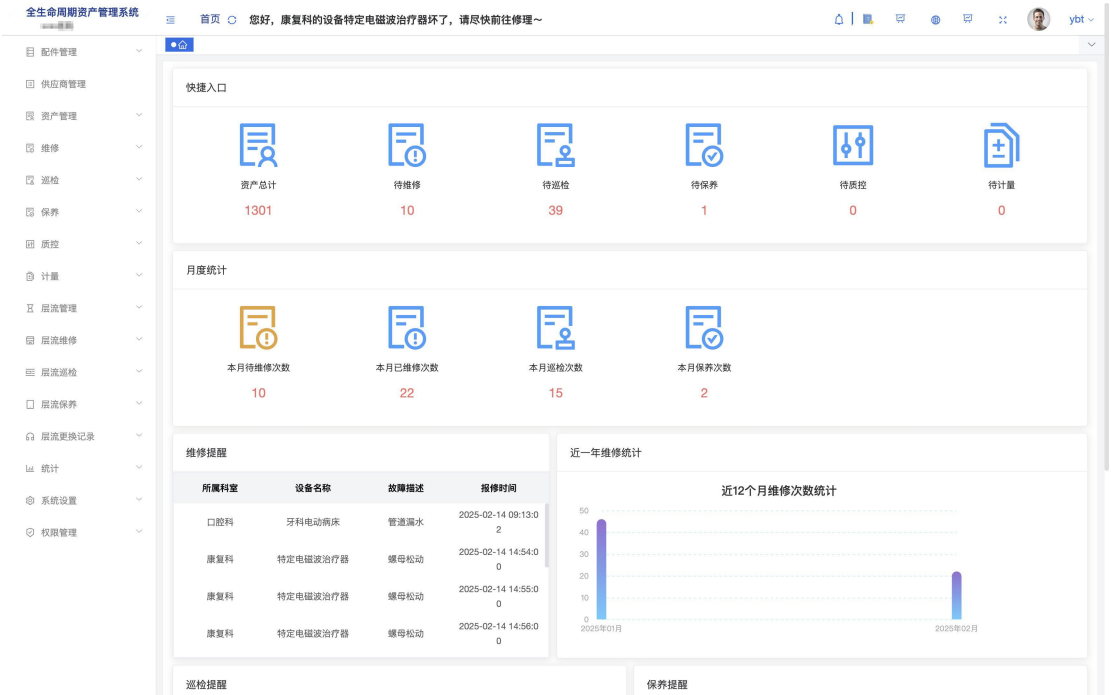 全生命周期资产管理系统
首页 您好，康复科的设备特定电磁波治疗器坏了，请尽快前往修理~
ybt
配件管理
供应商管理
资产管理
维修
巡检
保养
质控
计量
层流管理
层流维修
层流巡检
层流保养
层流更换记录
统计
系统设置
权限管理
快捷入口
资产总计 待维修 待巡检 待保养 待质控 待计量
1301 10 39 1 0 0
月度统计
本月待维修次数 本月已维修次数 本月巡检次数 本月保养次数
10 22 15 2
维修提醒
所属科室 设备名称 故障描述 报修时间
口腔科 牙科电动病床 管道漏水 2025-02-14 09:13:0
2
康复科 特定电磁波治疗器 螺母松动 2025-02-14 14:54:0
0
康复科 特定电磁波治疗器 螺母松动 2025-02-14 14:55:0
0
康复科 特定电磁波治疗器 螺母松动 2025-02-14 14:56:0
0
近一年维修统计
近12个月维修次数统计
50
40
30
20
10
0
2025年01月 2025年02月
巡检提醒
保养提醒